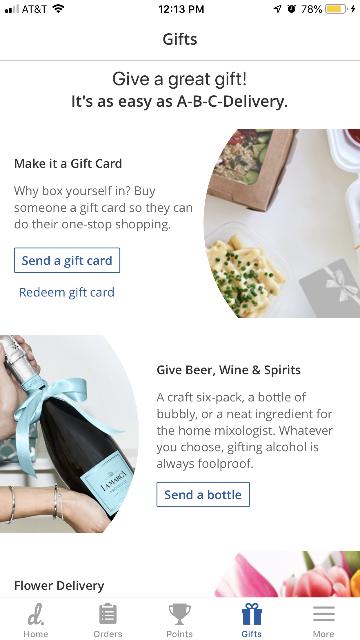 AT&T 12:13 PM 78%
Gifts
Give a great gift!
It's as easy as A-B-C-Delivery.
Make it a Gift Card
Why box yourself in? Buy
someone a gift card so they can
do their one-stop shopping.
Send a gift card
Redeem gift card
Give Beer, Wine & Spirits
A craft six-pack, a bottle of
bubbly, or a neat ingredient for
the home mixologist. Whatever
you choose, gifting alcohol is
always foolproof.
Send a bottle
LAMARCA
Flower Delivery
d.
Home Orders Points Gifts More